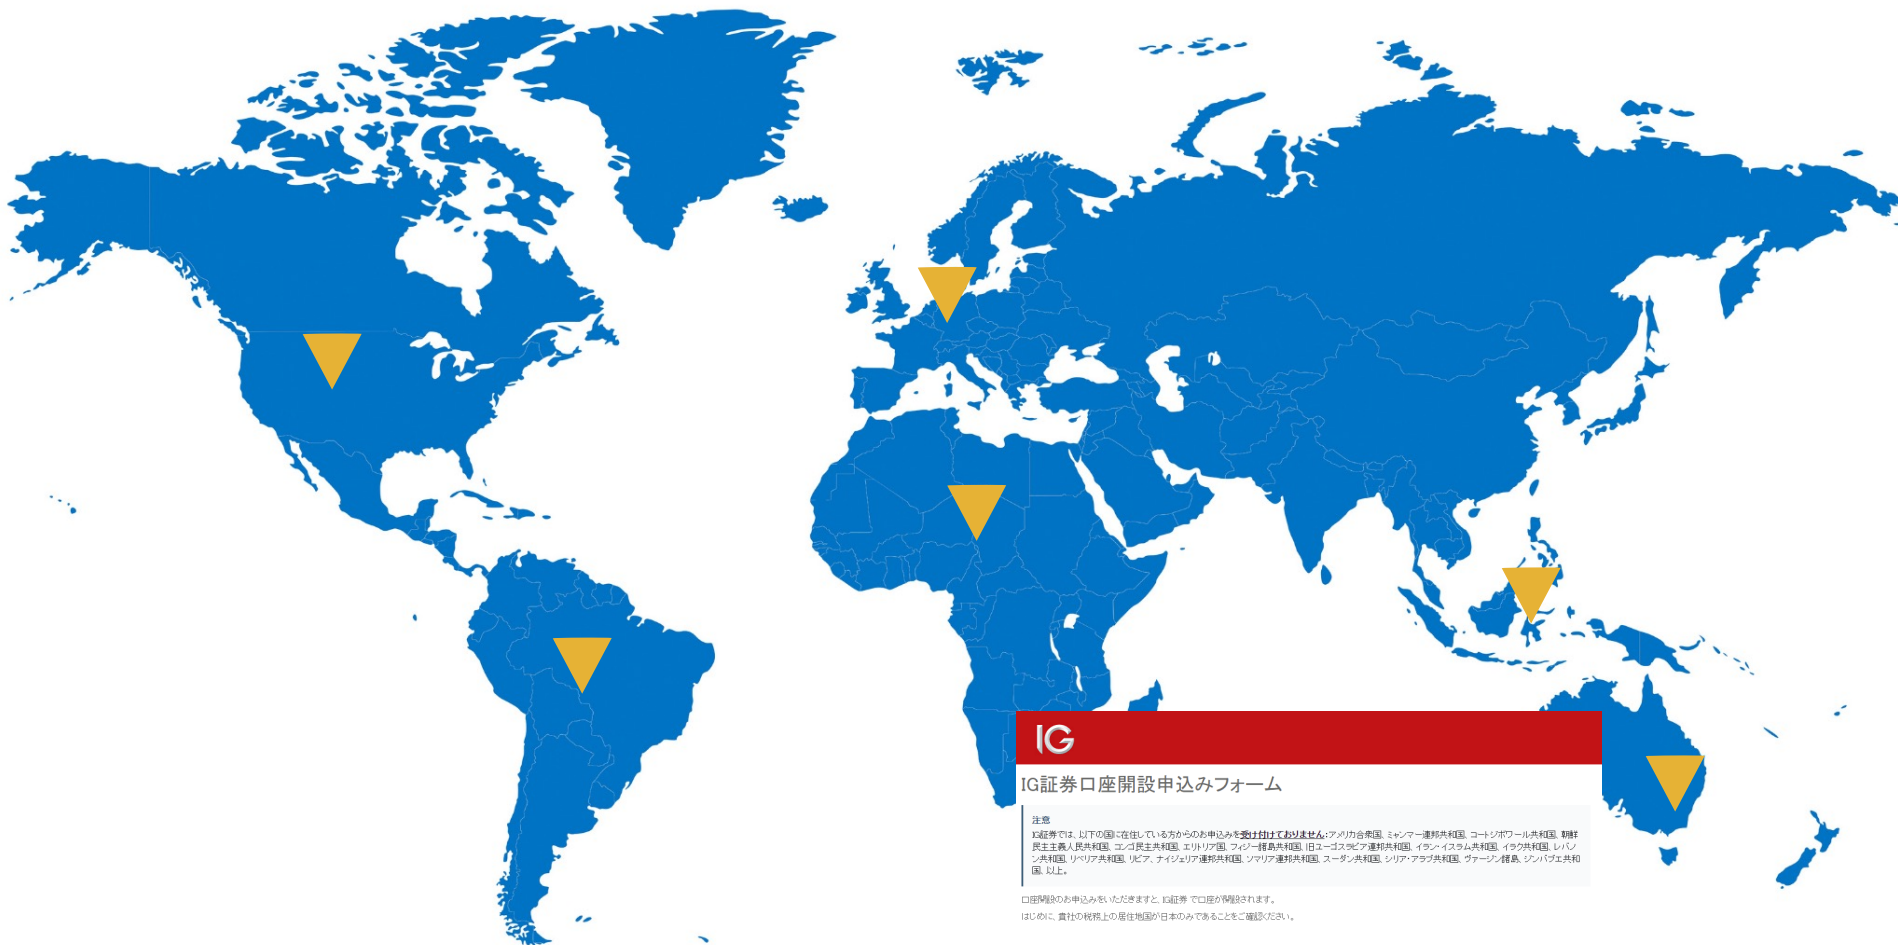 IG
IG証券口座開設申込みフォーム
注意
IG証券では、以下の国に在住している方からのお申込みを受け付けておりません:アメリカ合衆国、ミャンマー連邦共和国、コートジボワール共和国、朝鮮
民主主義人民共和国、コンゴ民主共和国、エリトリア国、フィジー諸島共和国、旧ユーゴスラビア連邦共和国、イラン・イスラム共和国、イラク共和国、レバノ
ン共和国、リベリア共和国、リビア、ナイジェリア連邦共和国、ソマリア連邦共和国、スーダン共和国、シリア・アラブ共和国、ヴァージン諸島、ジンバブエ共和
国、以上。
口座開設のお申込みをいただきますと、IG証券 で口座が開設されます。
はじめに、貴社の税務上の居住地国が日本のみであることをご確認ください。